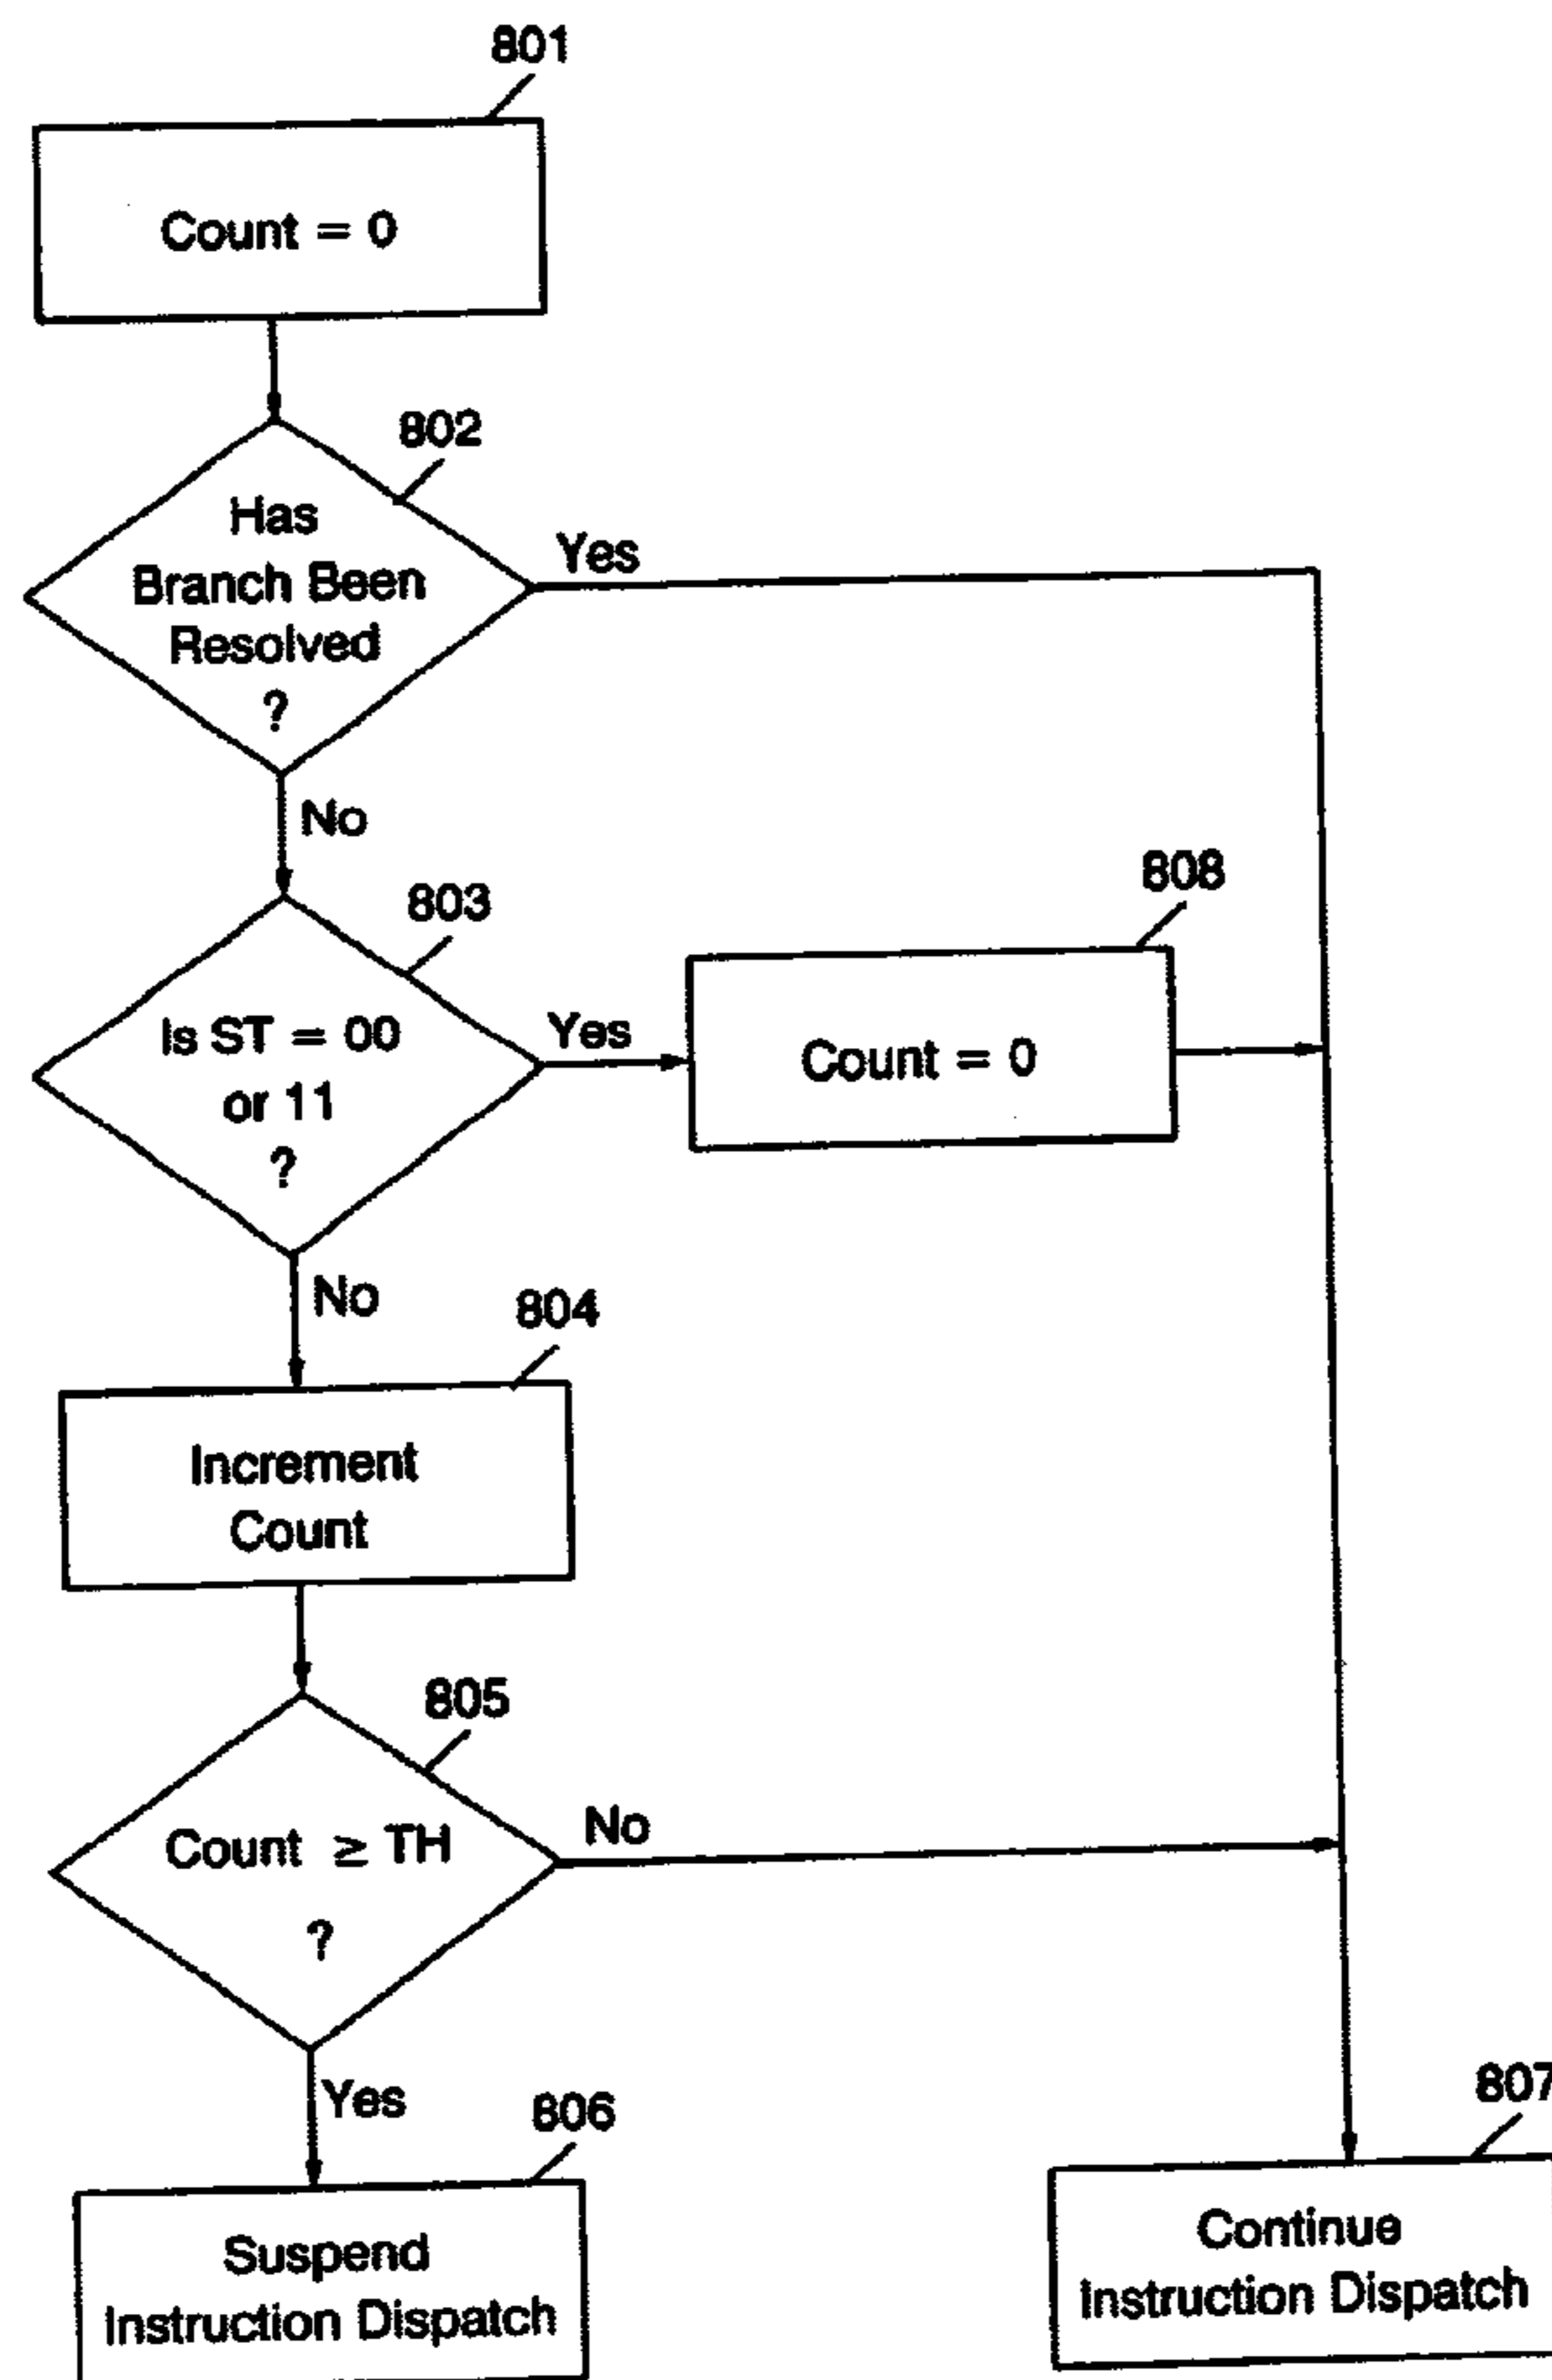 801
Count = 0
802
Has
Branch Been
Resolved
?
Yes
No
803
Is ST = 00
or 11
?
Yes
808
Count = 0
No
804
Increment
Count
805
Count ≥ TH
?
No
Yes
806
Suspend
Instruction Dispatch
807
Continue
Instruction Dispatch